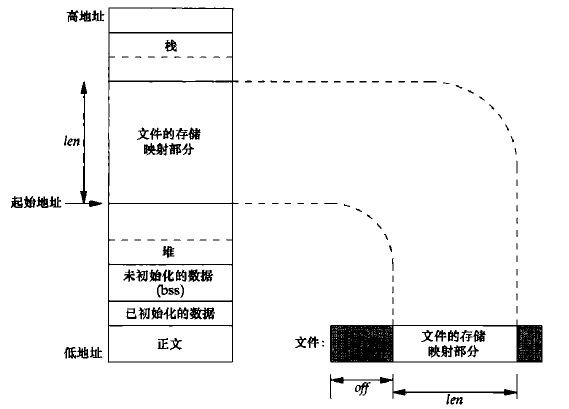 高地址
栈
len
文件的存储
映射部分
起始地址
堆
未初始化的数据
(bss)
已初始化的数据
低地址
正文
文件:
文件的存储
映射部分
off
len